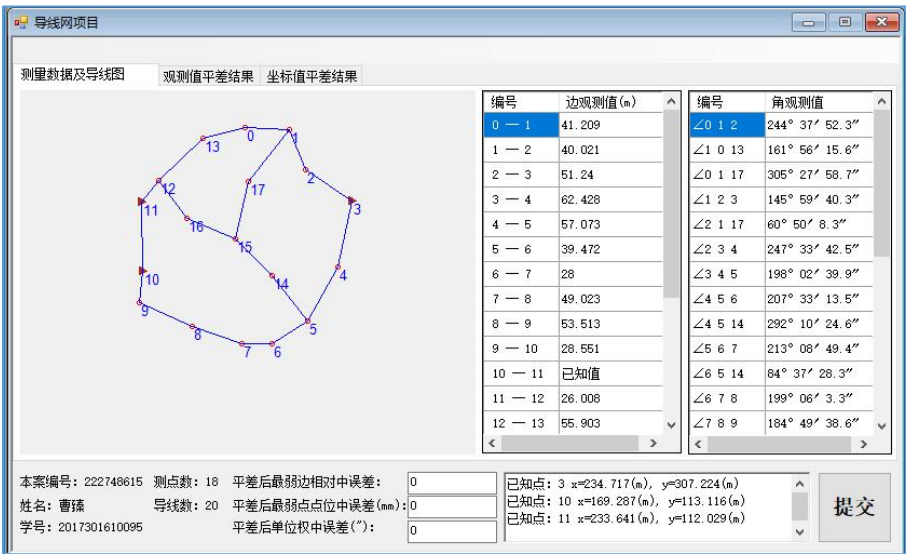 导线网项目
测量数据及导线图 观测值平差结果 坐标值平差结果
0
1
2
3
4
5
6
7
8
9
10
11
12
13
14
15
16
17
编号 边观测值(m)
0 — 1 41.209
1 — 2 40.021
2 — 3 51.24
3 — 4 62.428
4 — 5 57.073
5 — 6 39.472
6 — 7 28
7 — 8 49.023
8 — 9 53.513
9 — 10 28.551
10 — 11 已知值
11 — 12 26.008
12 — 13 55.903
编号 角观测值
∠0 1 2 244° 37′ 52.3″
∠1 0 13 161° 56′ 15.6″
∠0 1 17 305° 27′ 58.7″
∠1 2 3 145° 59′ 40.3″
∠2 1 17 60° 50′ 8.3″
∠2 3 4 247° 33′ 42.5″
∠3 4 5 198° 02′ 39.9″
∠4 5 6 207° 33′ 13.5″
∠4 5 14 292° 10′ 24.6″
∠5 6 7 213° 08′ 49.4″
∠6 5 14 84° 37′ 28.3″
∠6 7 8 199° 06′ 3.3″
∠7 8 9 184° 49′ 38.6″
本案编号：222748615 测点数：18 平差后最弱边相对中误差： 0
姓名：曹臻 导线数：20 平差后最弱点点位中误差(mm)： 0
学号：2017301610095 平差后单位权中误差(″)： 0
已知点：3 x=234.717(m), y=307.224(m)
已知点：10 x=169.287(m), y=113.116(m)
已知点：11 x=233.641(m), y=112.029(m)
提交